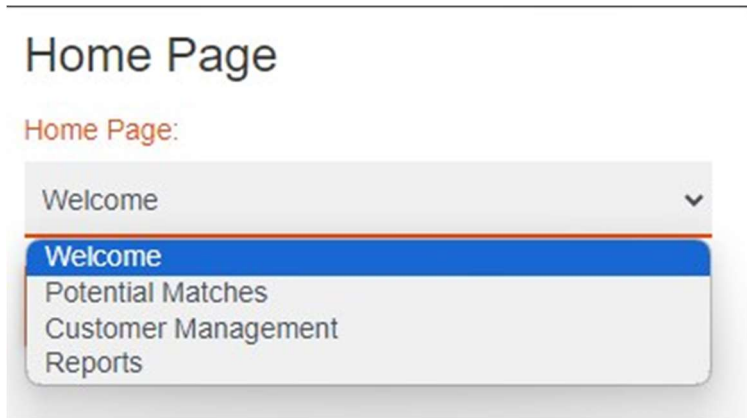 Home Page
Home Page:
Welcome
Welcome
Potential Matches
Customer Management
Reports